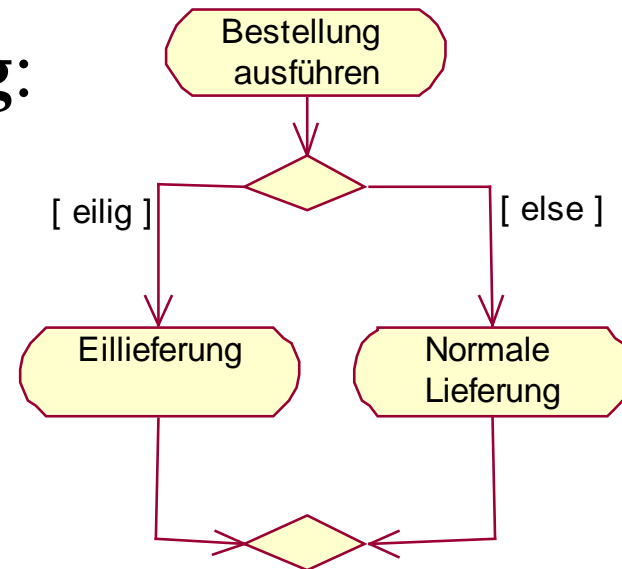 Bestellung
ausführen
g:
[ eilig ]
[ else ]
Eillieferung
Normale
Lieferung